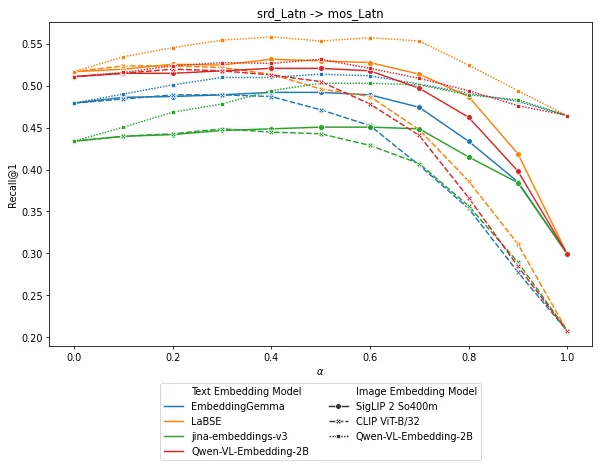 srd_Latn -> mos_Latn
Recall@1
0.55
0.50
0.45
0.40
0.35
0.30
0.25
0.20
0.0 0.2 0.4 0.6 0.8 1.0
α
Text Embedding Model
EmbeddingGemma
LaBSE
jina-embeddings-v3
Qwen-VL-Embedding-2B
Image Embedding Model
SigLIP 2 So400m
CLIP ViT-B/32
Qwen-VL-Embedding-2B